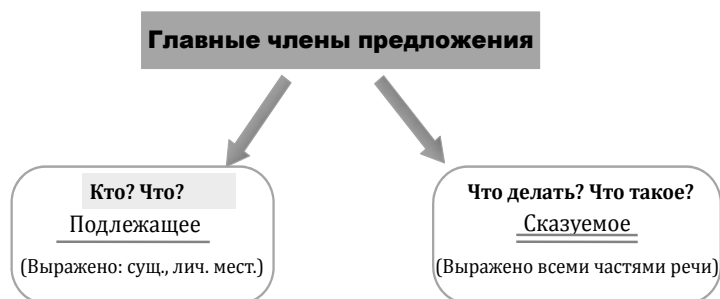 Главные члены предложения
Кто? Что?
Подлежащее
(Выражено: сущ., лич. мест.)
Что делать? Что такое?
Сказуемое
(Выражено всеми частями речи)